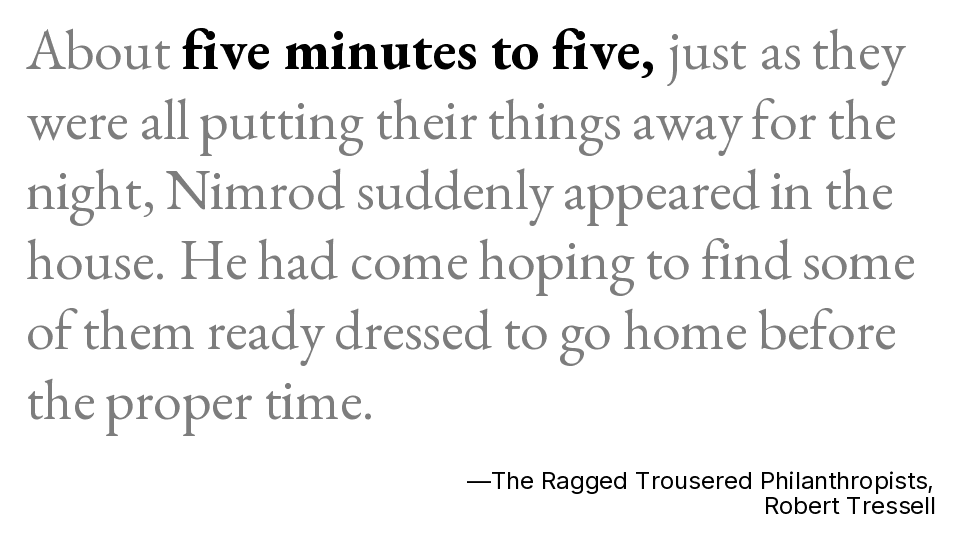 About five minutes to five, just as they
were all putting their things away for the
night, Nimrod suddenly appeared in the
house. He had come hoping to find some
of them ready dressed to go home before
the proper time.
—The Ragged Trousered Philanthropists,
Robert Tressell